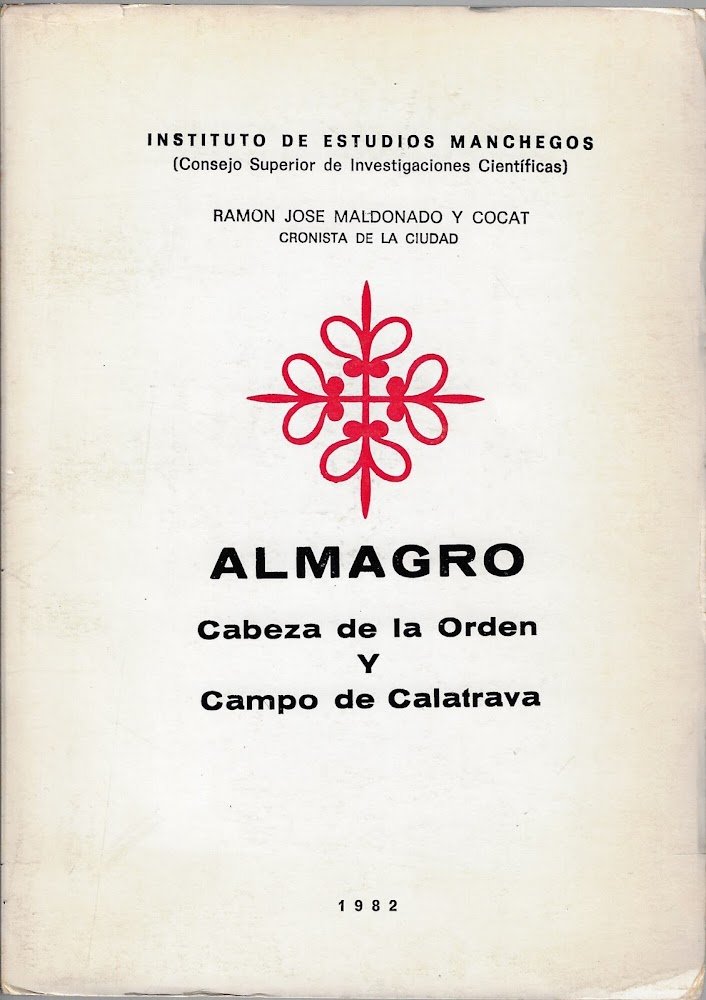 INSTITUTO DE ESTUDIOS MANCHEGOS
(Consejo Superior de Investigaciones Científicas)
RAMON JOSE MALDONADO Y COCAT
CRONISTA DE LA CIUDAD
ALMAGRO
Cabeza de la Orden
Y
Campo de Calatrava
1982